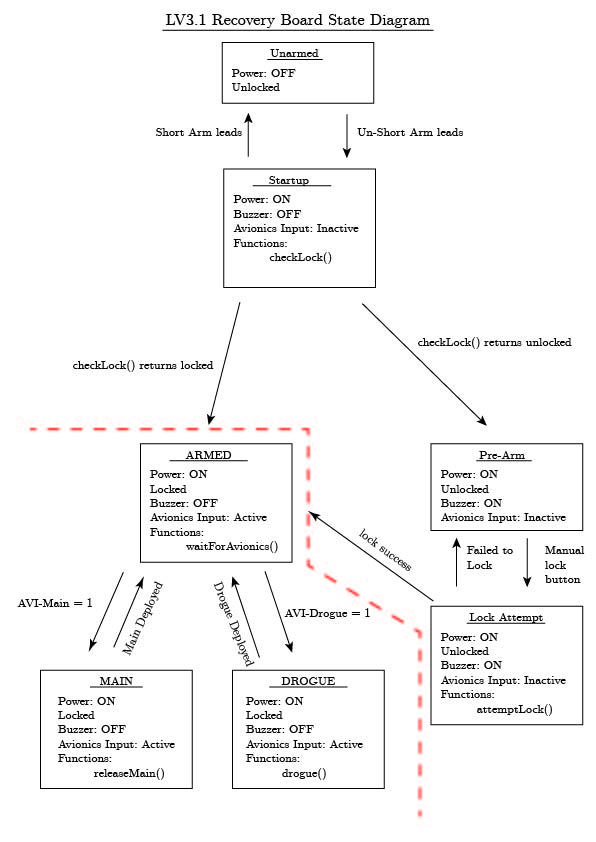 LV3.1 Recovery Board State Diagram
Unarmed
Power: OFF
Unlocked
Short Arm leads
Un-Short Arm leads
Startup
Power: ON
Buzzer: OFF
Avionics Input: Inactive
Functions:
checkLock()
checkLock() returns locked
checkLock() returns unlocked
ARMED
Power: ON
Locked
Buzzer: OFF
Avionics Input: Active
Functions:
waitForAvionics()
Pre-Arm
Power: ON
Unlocked
Buzzer: ON
Avionics Input: Inactive
lock success
Failed to
Lock
Manual
lock
button
AVI-Main = 1
Main Deployed
Drogue Deployed
AVI-Drogue = 1
Lock Attempt
Power: ON
Unlocked
Buzzer: ON
Avionics Input: Inactive
Functions:
attemptLock()
MAIN
Power: ON
Locked
Buzzer: OFF
Avionics Input: Active
Functions:
releaseMain()
DROGUE
Power: ON
Locked
Buzzer: OFF
Avionics Input: Active
Functions:
drogue()